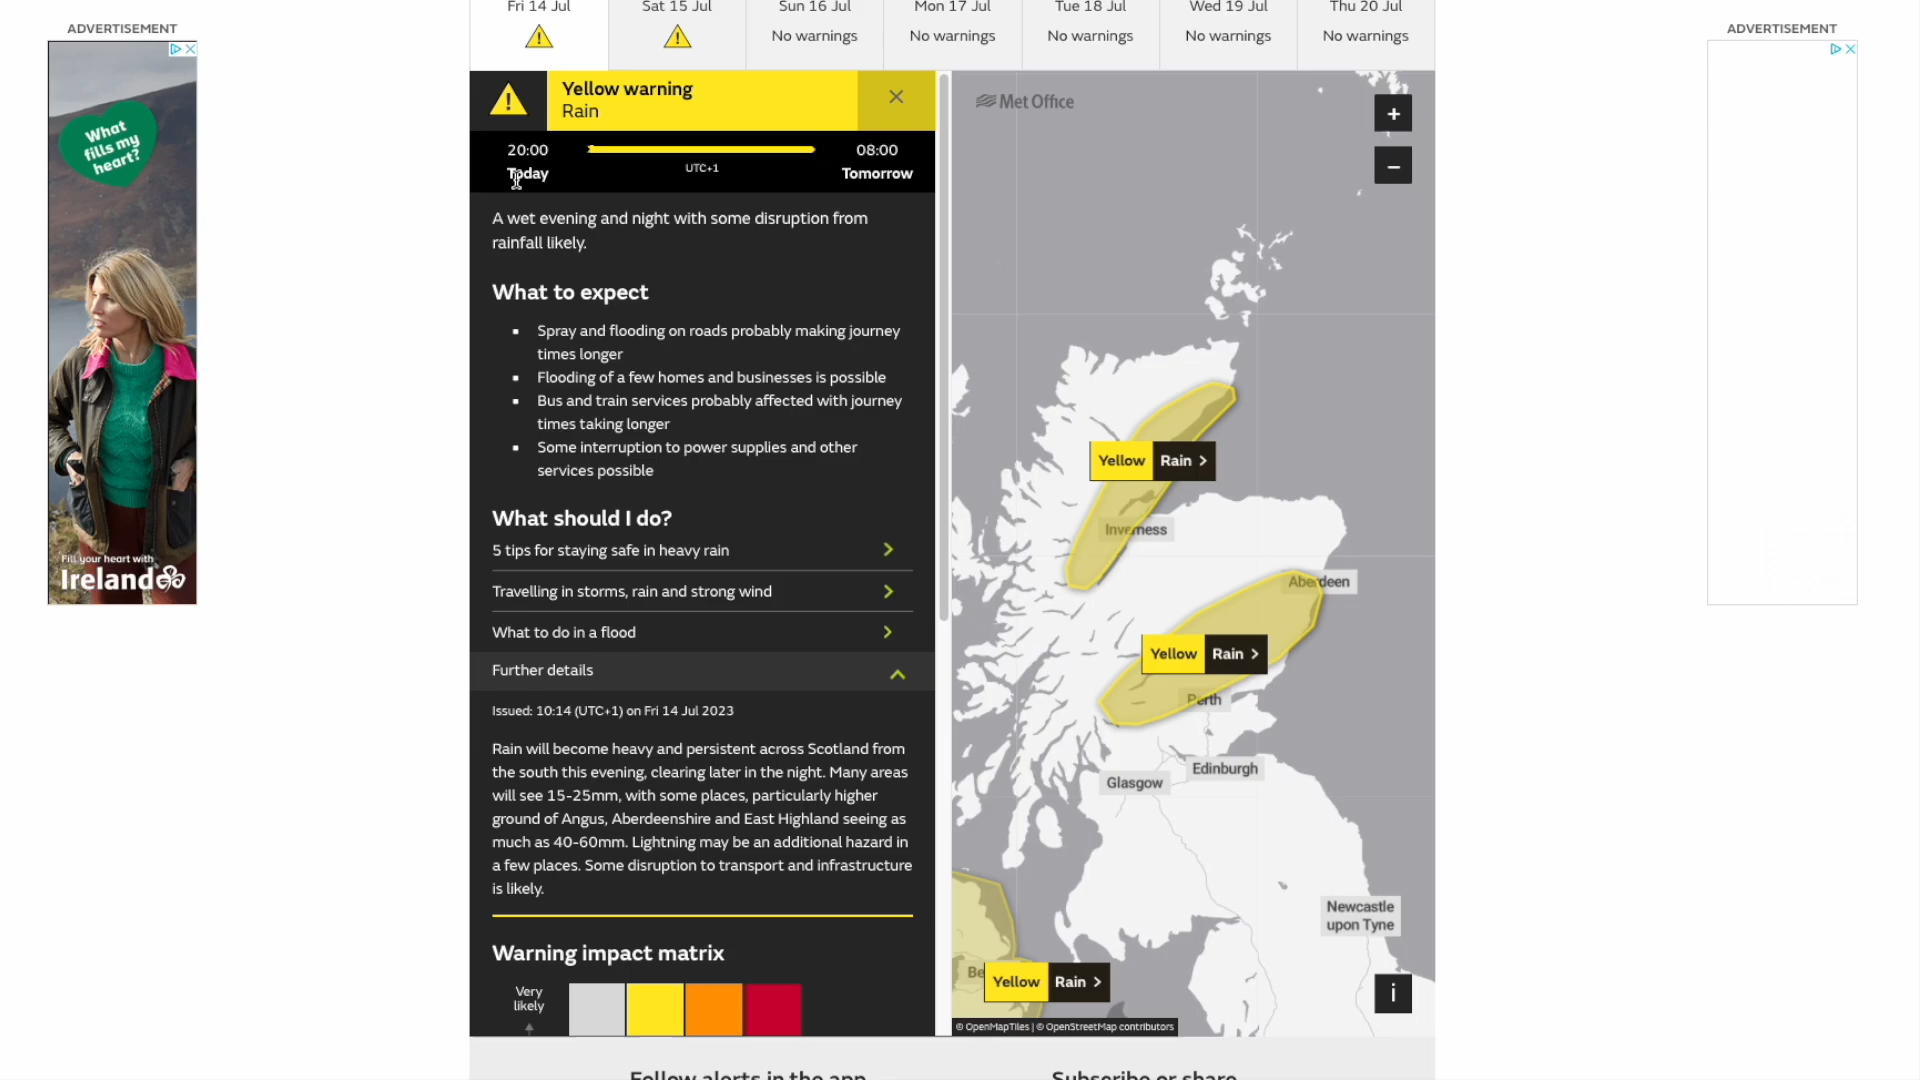 Fri 14 Jul
Sat 15 Jul
Sun 16 Jul
Mon 17 Jul
Tue 18 Jul
Wed 19 Jul
Thu 20 Jul
No warnings
No warnings
No warnings
No warnings
No warnings
ADVERTISEMENT
What
fills my
heart?
Fill your heart with
Ireland
Yellow warning
Rain
20:00
Today
UTC+1
08:00
Tomorrow
A wet evening and night with some disruption from
rainfall likely.
What to expect
Spray and flooding on roads probably making journey
times longer
Flooding of a few homes and businesses is possible
Bus and train services probably affected with journey
times taking longer
Some interruption to power supplies and other
services possible
What should I do?
5 tips for staying safe in heavy rain
Travelling in storms, rain and strong wind
What to do in a flood
Further details
Issued: 10:14 (UTC+1) on Fri 14 Jul 2023
Rain will become heavy and persistent across Scotland from
the south this evening, clearing later in the night. Many areas
will see 15-25mm, with some places, particularly higher
ground of Angus, Aberdeenshire and East Highland seeing as
much as 40-60mm. Lightning may be an additional hazard in
a few places. Some disruption to transport and infrastructure
is likely.
Warning impact matrix
Very
likely
Met Office
+
−
Yellow Rain >
Inverness
Aberdeen
Yellow Rain >
Perth
Edinburgh
Glasgow
Newcastle
upon Tyne
Be
Yellow Rain >
i
© OpenMapTiles | © OpenStreetMap contributors
ADVERTISEMENT
Follow alerts in the app
Subscribe or share